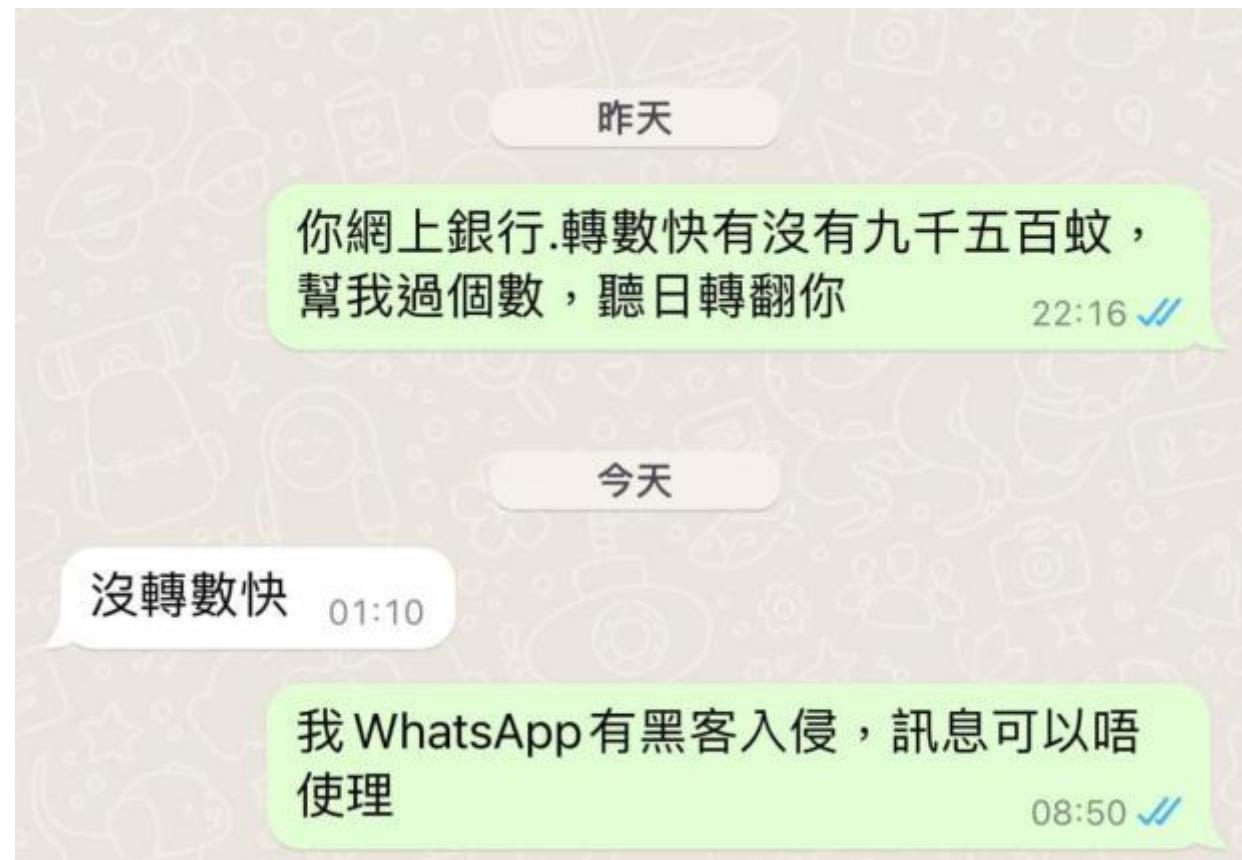 昨天
你網上銀行.轉數快有沒有九千五百蚊，
幫我過個數，聽日轉翻你
22:16
今天
沒轉數快 01:10
我WhatsApp有黑客入侵，訊息可以唔
使理
08:50